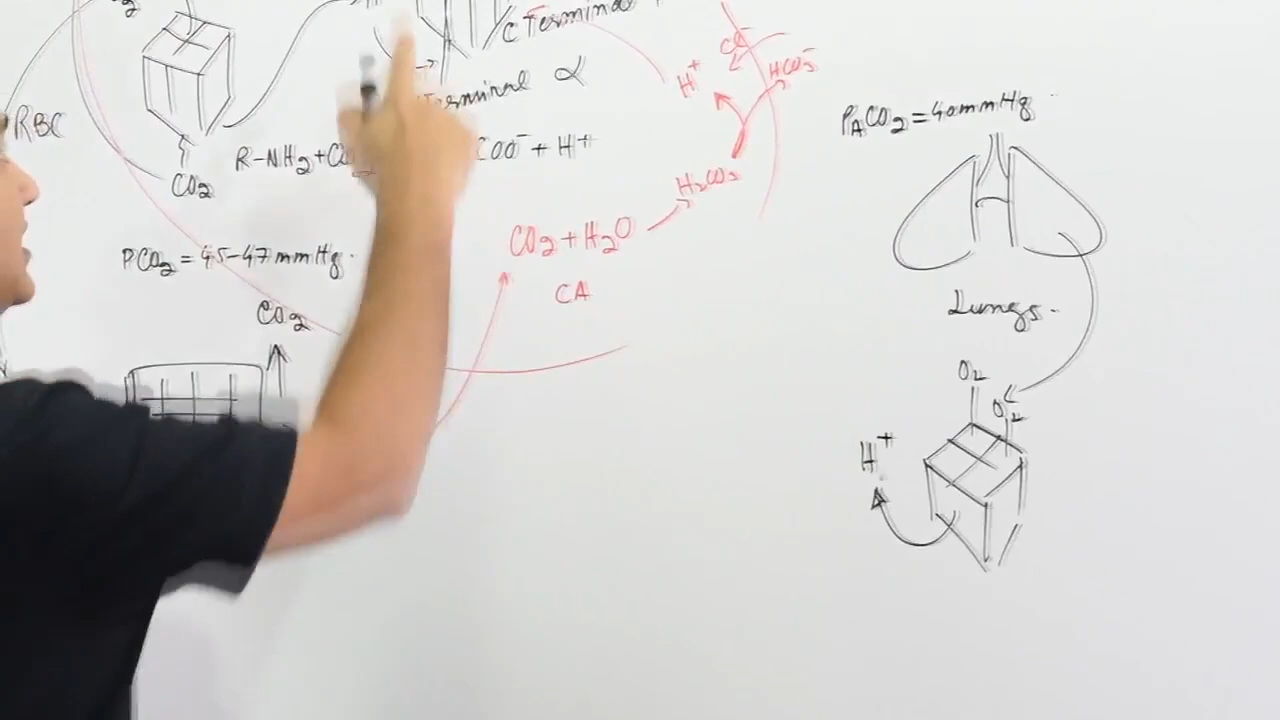 C Terminal
Cl-
HCO3-
H+
Terminal α
PACO2 = 40mmHg
RBC
R-NH2+CO2
COO- + H+
CO2
H2CO3
CO2 + H2O
PCO2 = 45-47 mmHg.
CA
CO2
Lungs.
O2
O2
H+